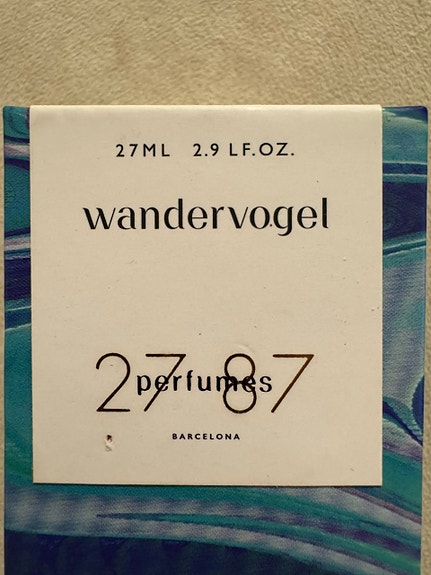 27ML 2.9 LF.OZ.
wandervogel
27 87
perfumes
BARCELONA